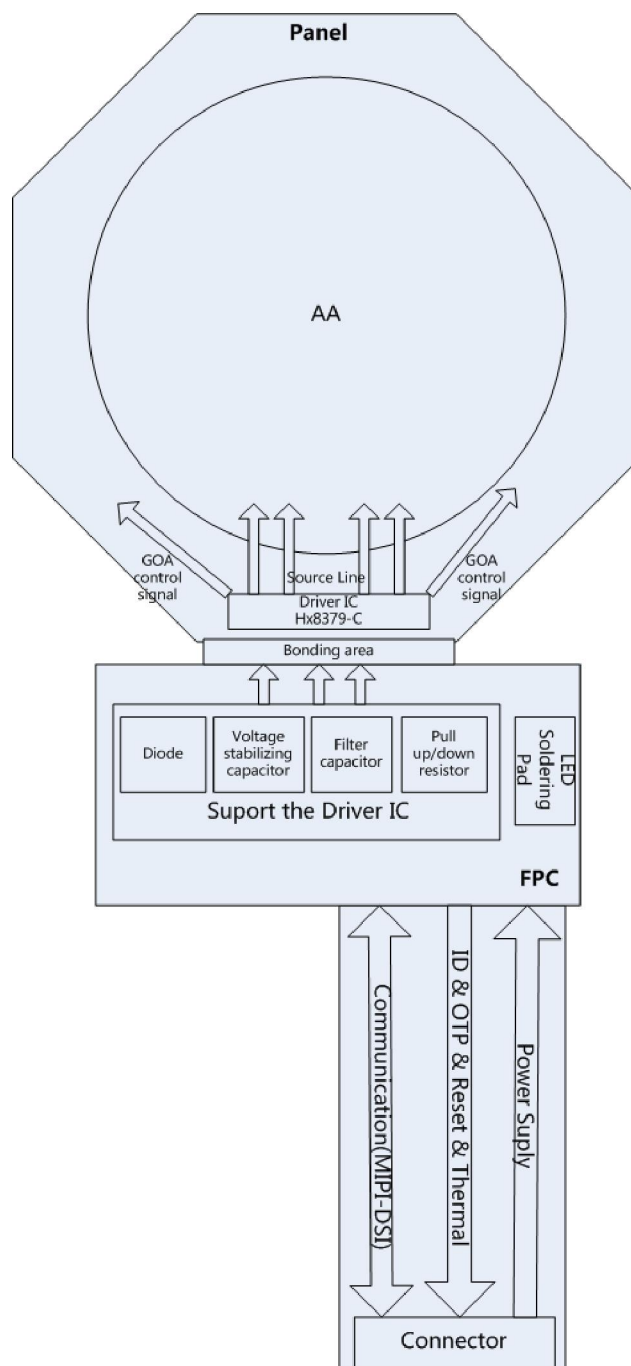 Panel
AA
GOA
control
signal
Source Line
GOA
control
signal
Driver IC
Hx8379-C
Bonding area
Diode
Voltage
stabilizing
capacitor
Filter
capacitor
Pull
up/down
resistor
LED
Soldering
Pad
Suport the Driver IC
FPC
Communication(MIPI-DSI)
ID & OTP & Reset & Thermal
Power Suply
Connector